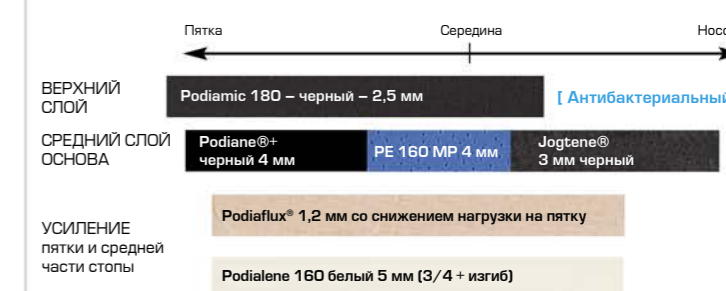 Пятка Середина
ВЕРХНИЙ
СЛОЙ
Podiamic 180 – черный – 2,5 мм
[ Антибактериальный
СРЕДНИЙ СЛОЙ
ОСНОВА
Podiane®+
черный 4 мм
PE 160 MP 4 мм
Jogtene®
3 мм черный
УСИЛЕНИЕ
пятки и средней
части стопы
Podiaflux® 1,2 мм со снижением нагрузки на пятку
Podialene 160 белый 5 мм (3/4 + изгиб)